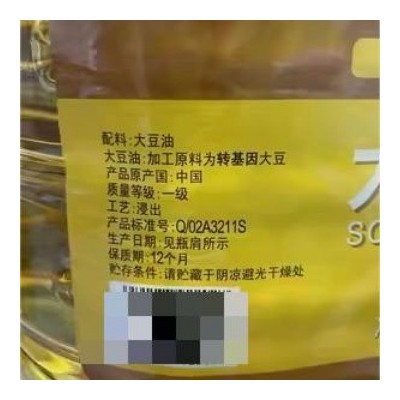 配料:大豆油
大豆油:加工原料为转基因大豆
产品原产国:中国
质量等级:一级
工艺:浸出
产品标准号:Q/02A3211S
生产日期:见瓶肩所示
保质期:12个月
贮存条件:请贮藏于阴凉避光干燥处
大
SO